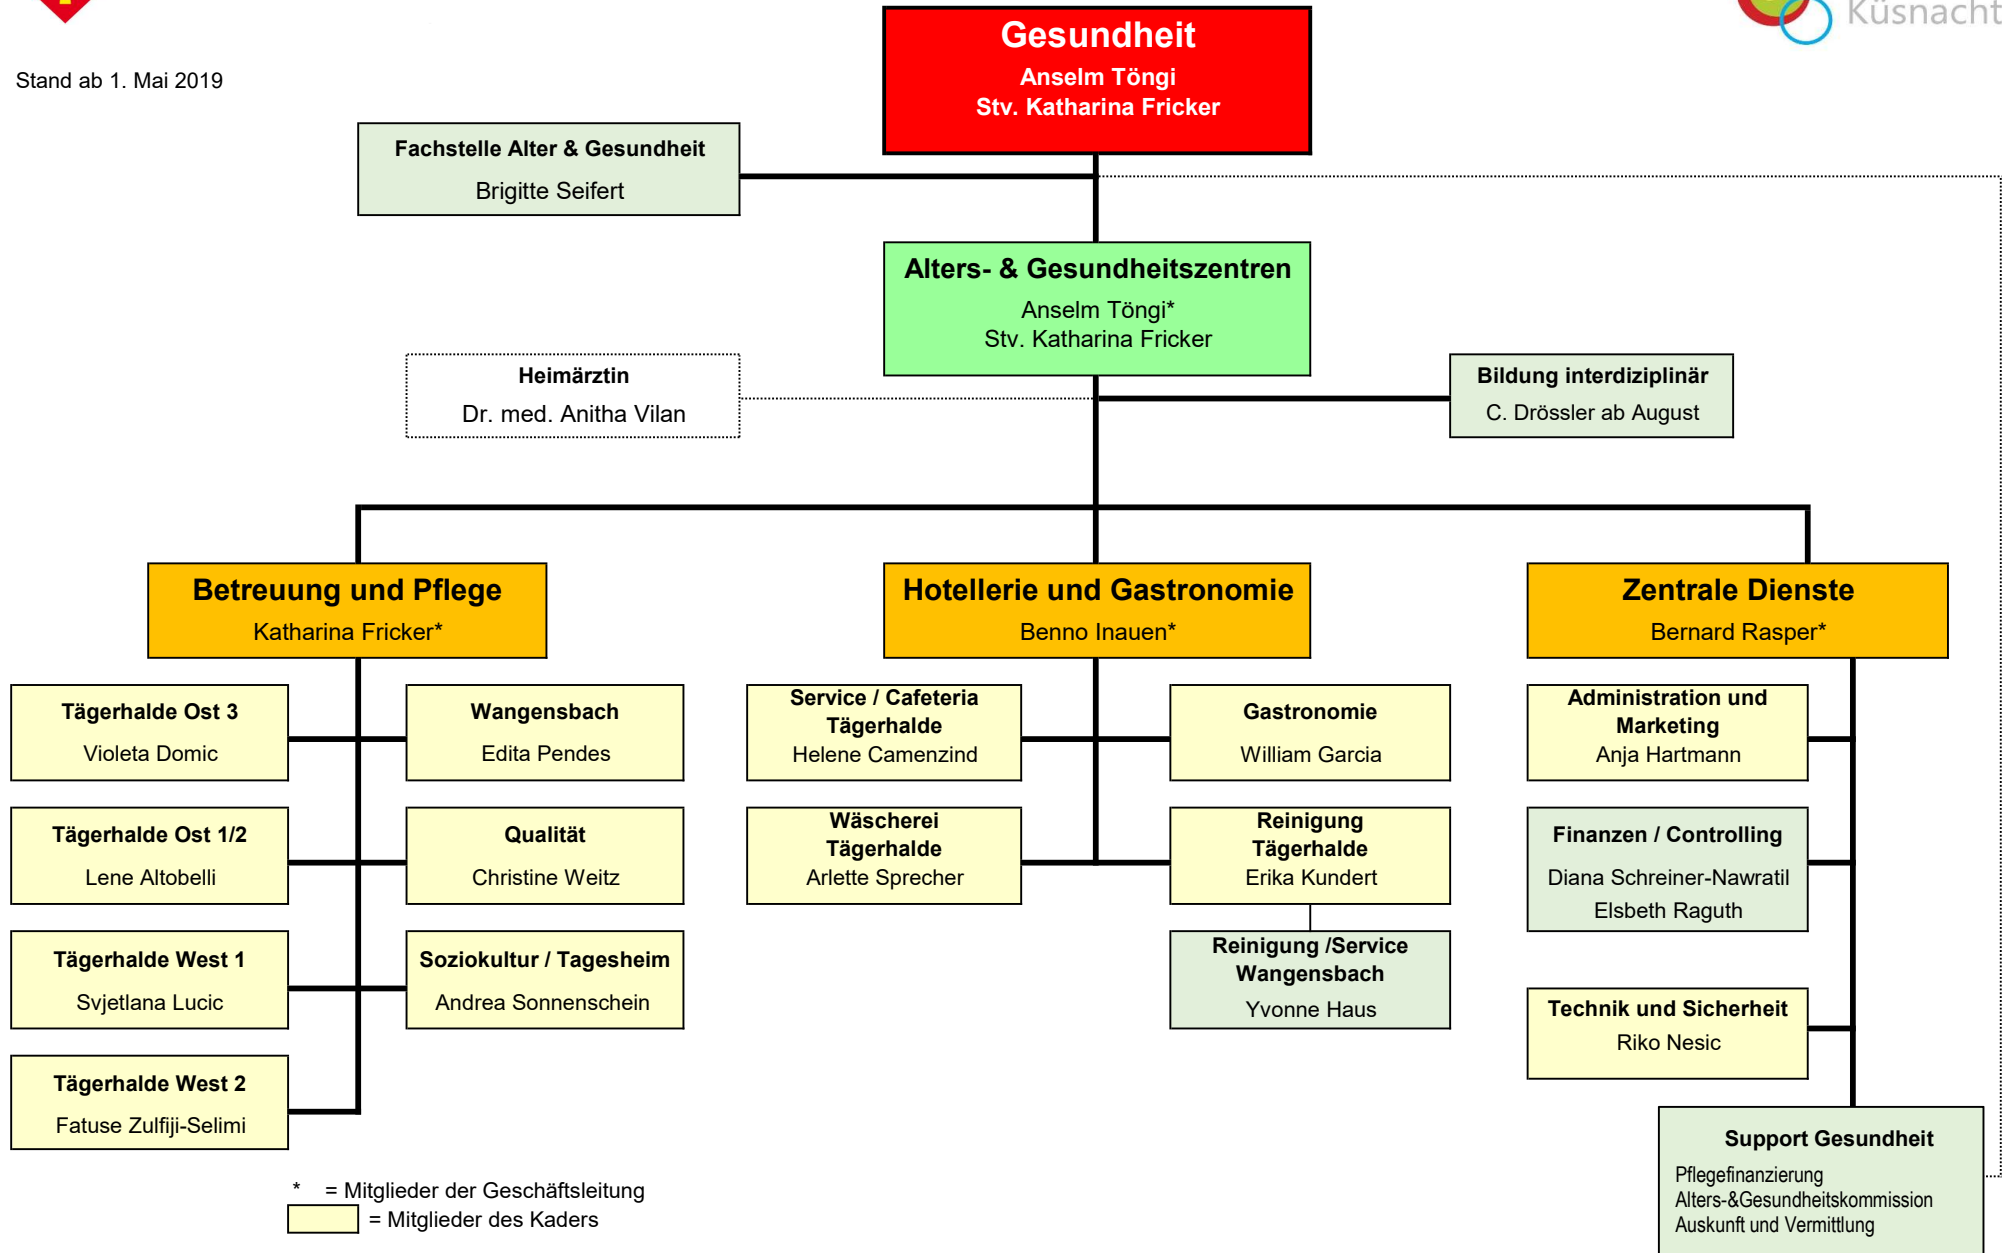 Küsnacht
Stand ab 1. Mai 2019
Gesundheit
Anselm Töngi
Stv. Katharina Fricker
Fachstelle Alter & Gesundheit
Brigitte Seifert
Alters- & Gesundheitszentren
Anselm Töngi*
Stv. Katharina Fricker
Heimärztin
Dr. med. Anitha Vilan
Bildung interdiziplinär
C. Drössler ab August
Betreuung und Pflege
Katharina Fricker*
Hotellerie und Gastronomie
Benno Inauen*
Zentrale Dienste
Bernard Rasper*
Tägerhalde Ost 3
Violeta Domic
Wangensbach
Edita Pendes
Service / Cafeteria
Tägerhalde
Helene Camenzind
Gastronomie
William Garcia
Administration und
Marketing
Anja Hartmann
Tägerhalde Ost 1/2
Lene Altobelli
Qualität
Christine Weitz
Wäscherei
Tägerhalde
Arlette Sprecher
Reinigung
Tägerhalde
Erika Kundert
Finanzen / Controlling
Diana Schreiner-Nawratil
Elsbeth Raguth
Tägerhalde West 1
Svjetlana Lucic
Soziokultur / Tagesheim
Andrea Sonnenschein
Reinigung /Service
Wangensbach
Yvonne Haus
Technik und Sicherheit
Riko Nesic
Tägerhalde West 2
Fatuse Zulfiji-Selimi
Support Gesundheit
Pflegefinanzierung
Alters-&Gesundheitskommission
Auskunft und Vermittlung
* = Mitglieder der Geschäftsleitung
= Mitglieder des Kaders